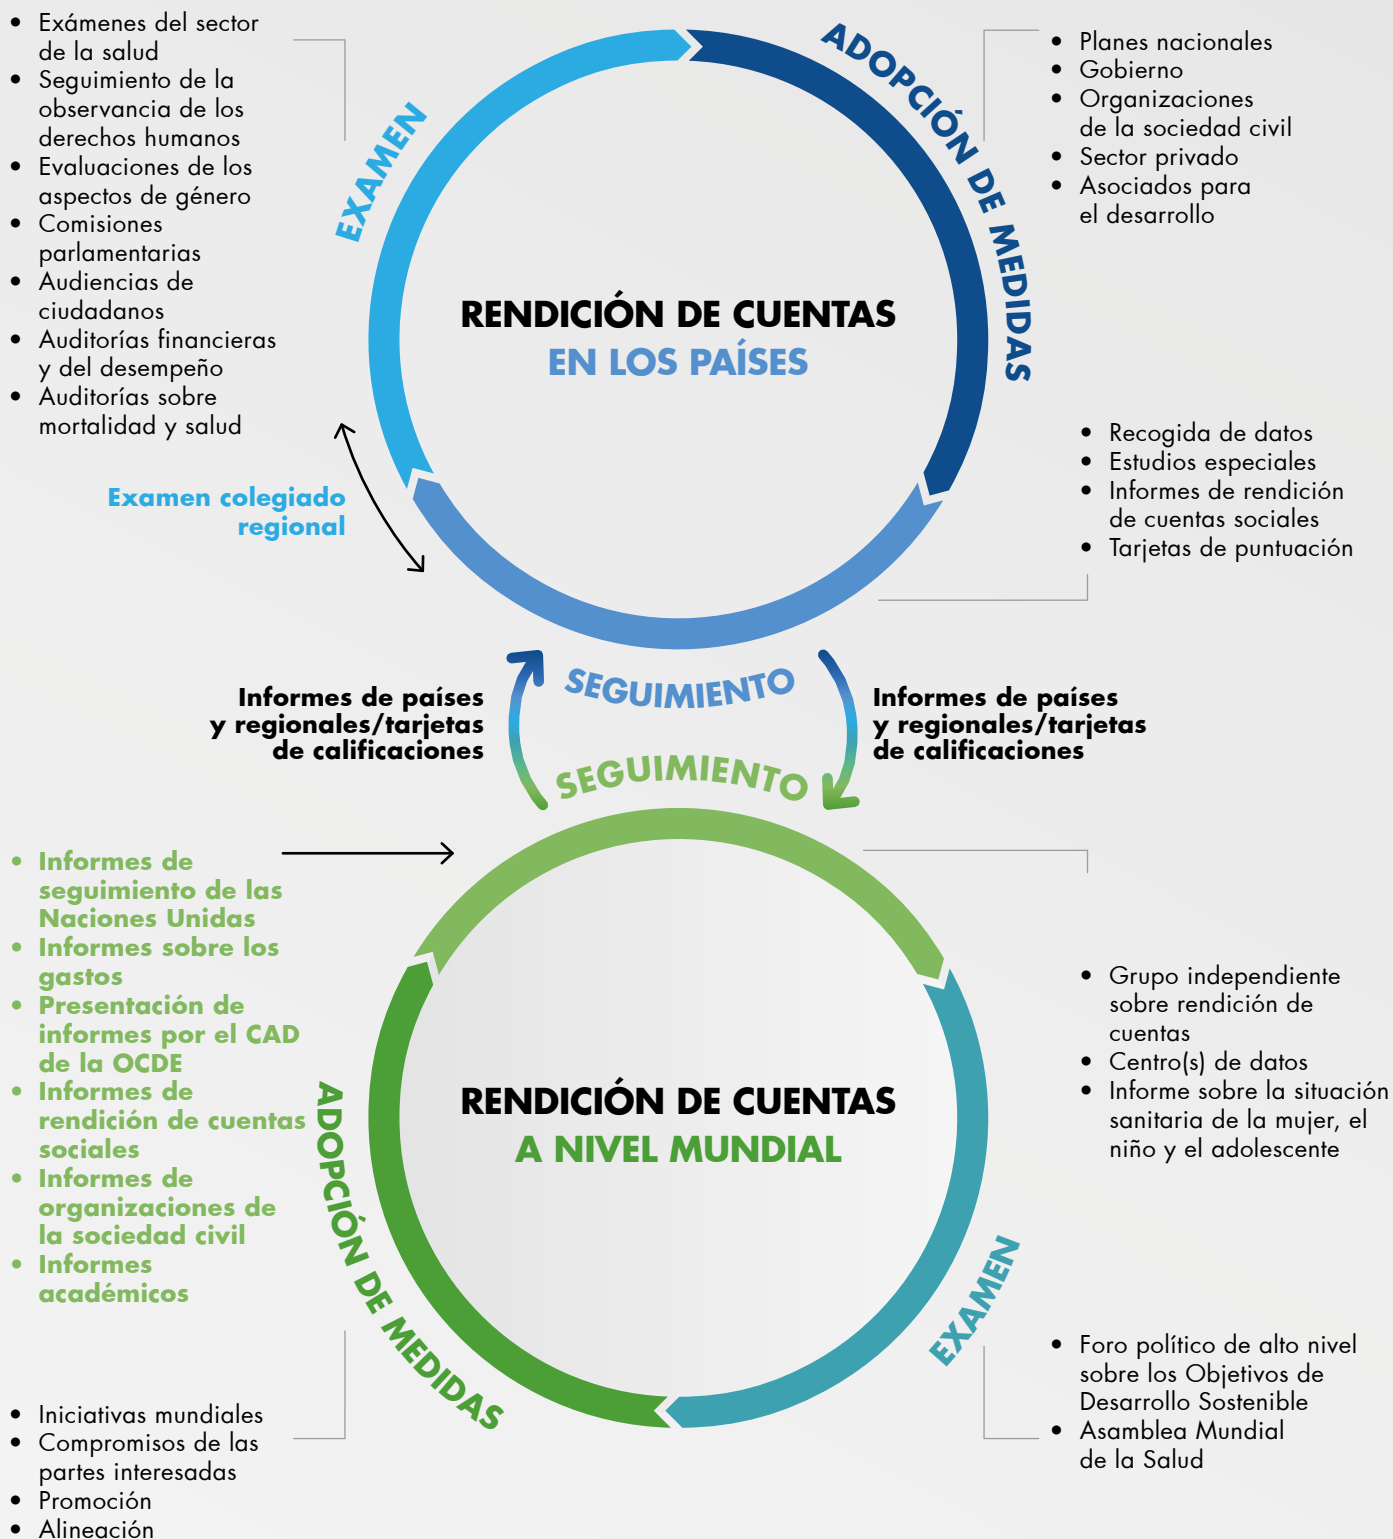 • Exámenes del sector
de la salud
• Seguimiento de la
observancia de los
derechos humanos
• Evaluaciones de los
aspectos de género
• Comisiones
parlamentarias
• Audiencias de
ciudadanos
• Auditorías financieras
y del desempeño
• Auditorías sobre
mortalidad y salud
EXAMEN
ADOPCIÓN DE MEDIDAS
• Planes nacionales
• Gobierno
• Organizaciones
de la sociedad civil
• Sector privado
• Asociados para
el desarrollo
RENDICIÓN DE CUENTAS
EN LOS PAÍSES
• Recogida de datos
• Estudios especiales
• Informes de rendición
de cuentas sociales
• Tarjetas de puntuación
Examen colegiado
regional
SEGUIMIENTO
Informes de países
y regionales/tarjetas
de calificaciones
Informes de países
y regionales/tarjetas
de calificaciones
SEGUIMIENTO
• Informes de
seguimiento de las
Naciones Unidas
• Informes sobre los
gastos
• Presentación de
informes por el CAD
de la OCDE
• Informes de
rendición de cuentas
sociales
• Informes de
organizaciones de
la sociedad civil
• Informes
académicos
• Grupo independiente
sobre rendición de
cuentas
• Centro(s) de datos
• Informe sobre la situación
sanitaria de la mujer, el
niño y el adolescente
RENDICIÓN DE CUENTAS
A NIVEL MUNDIAL
ADOPCIÓN DE MEDIDAS
EXAMEN
• Foro político de alto nivel
sobre los Objetivos de
Desarrollo Sostenible
• Asamblea Mundial
de la Salud
• Iniciativas mundiales
• Compromisos de las
partes interesadas
• Promoción
• Alineación